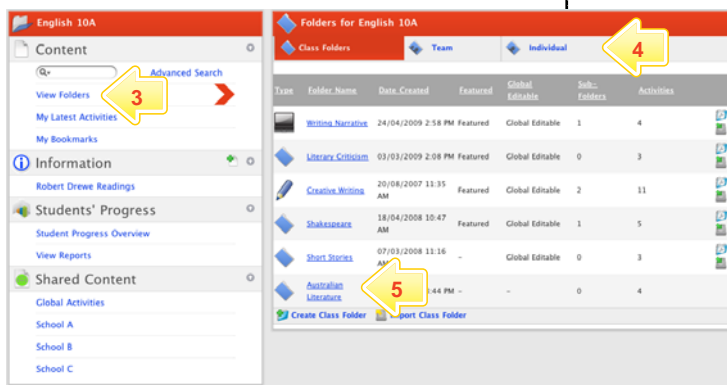 English 10A
Content
Advanced Search
View Folders
3
My Latest Activities
My Bookmarks
Information
Robert Drewe Readings
Students' Progress
Student Progress Overview
View Reports
Shared Content
Global Activities
School A
School B
School C
Folders for English 10A
Class Folders Team Individual 4
Type Folder Name Date Created Featured Global Editable Sub-Folders Activities
Writing Narrative 24/04/2009 2:58 PM Featured Global Editable 1 4
Literary Criticism 03/03/2009 2:08 PM Featured Global Editable 0 3
Creative Writing 20/08/2007 11:35 AM Featured Global Editable 2 11
Shakespeare 18/04/2008 10:47 AM Featured Global Editable 1 5
Short Stories 07/03/2008 11:16 AM – Global Editable 0 3
Australian Literature 5 :44 PM – – 0 4
Create Class Folder Export Class Folder